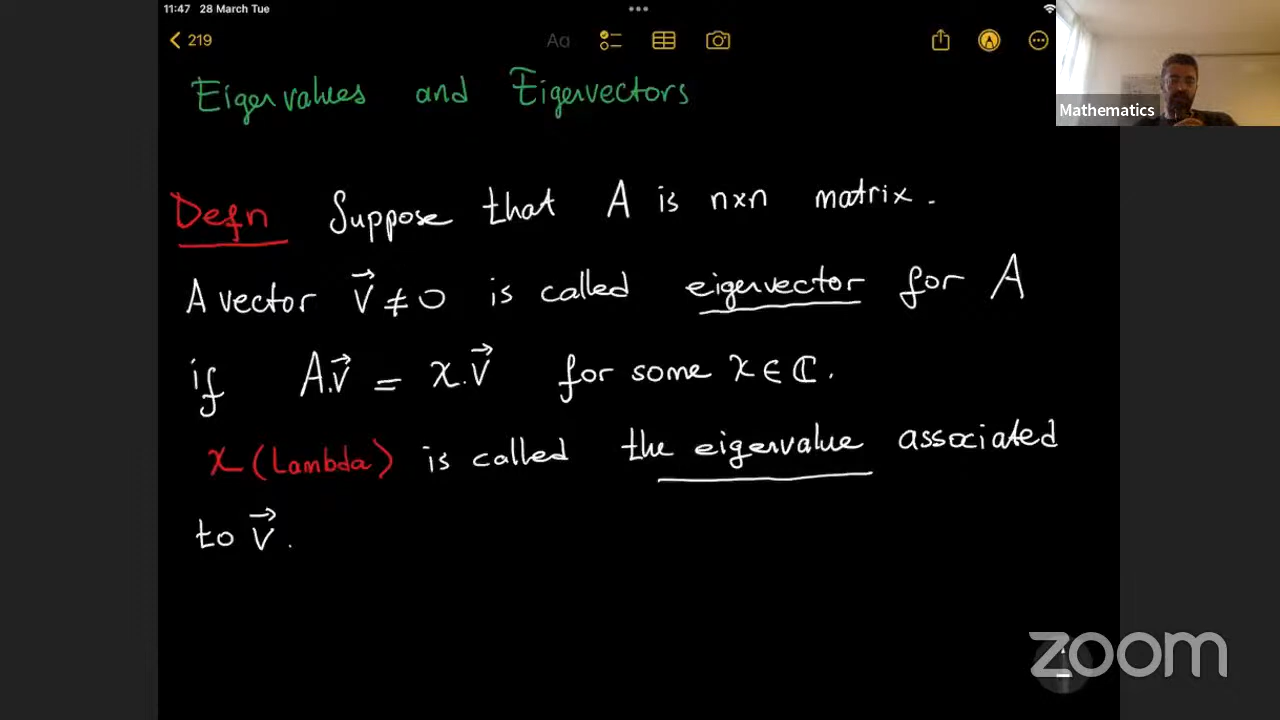 11:47 28 March Tue
219
Aa
Mathematics
Eigenvalues and Eigenvectors
Defn Suppose that A is n×n matrix.
A vector v⃗ ≠ 0 is called eigenvector for A
if A.v⃗ = λ.v⃗ for some λ ∈ ℂ.
λ (Lambda) is called the eigenvalue associated
to v⃗.
zoom